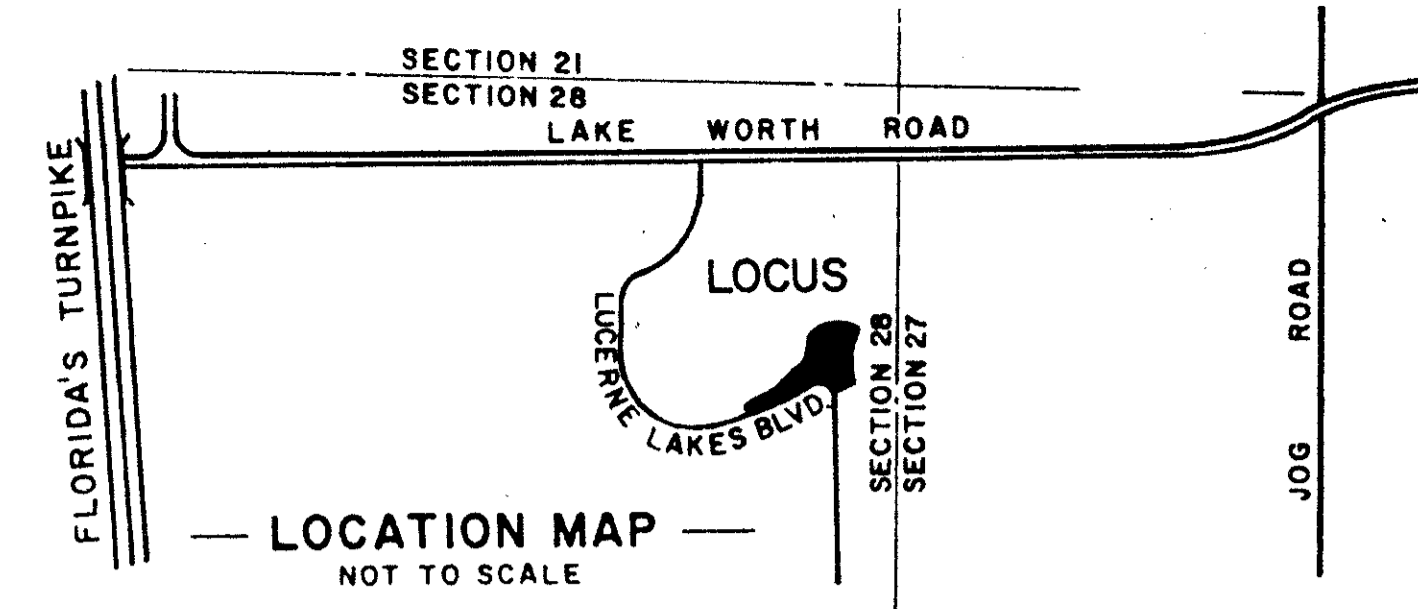 SECTION 21
SECTION 28
LAKE WORTH ROAD
FLORIDA'S TURNPIKE
LOCUS
LUCERNE LAKES BLVD.
SECTION 28
SECTION 27
JOG ROAD
— LOCATION MAP —
NOT TO SCALE